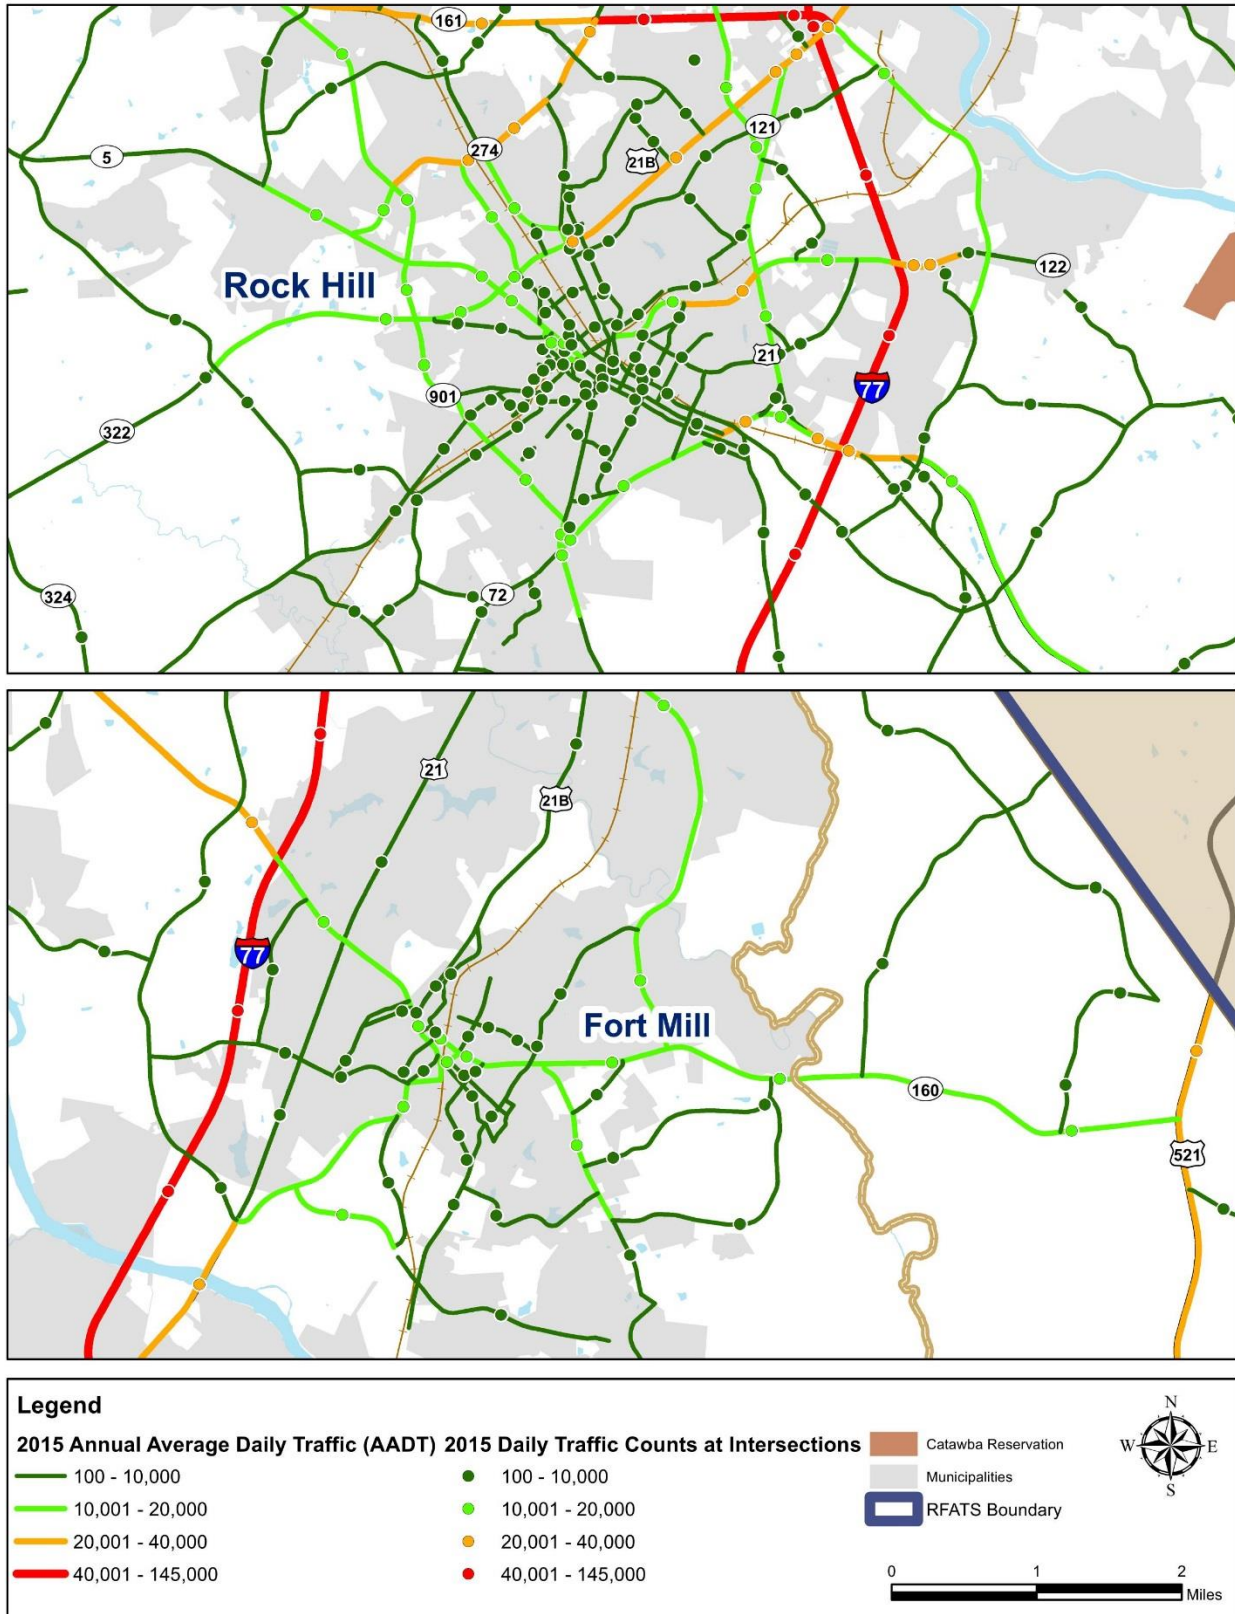 161
5
274
121
21B
Rock Hill
122
21
77
901
322
324
72
21
21B
77
Fort Mill
160
521
Legend
2015 Annual Average Daily Traffic (AADT)
100 - 10,000
10,001 - 20,000
20,001 - 40,000
40,001 - 145,000
2015 Daily Traffic Counts at Intersections
100 - 10,000
10,001 - 20,000
20,001 - 40,000
40,001 - 145,000
Catawba Reservation
Municipalities
RFATS Boundary
N
W E
S
0 1 2
Miles